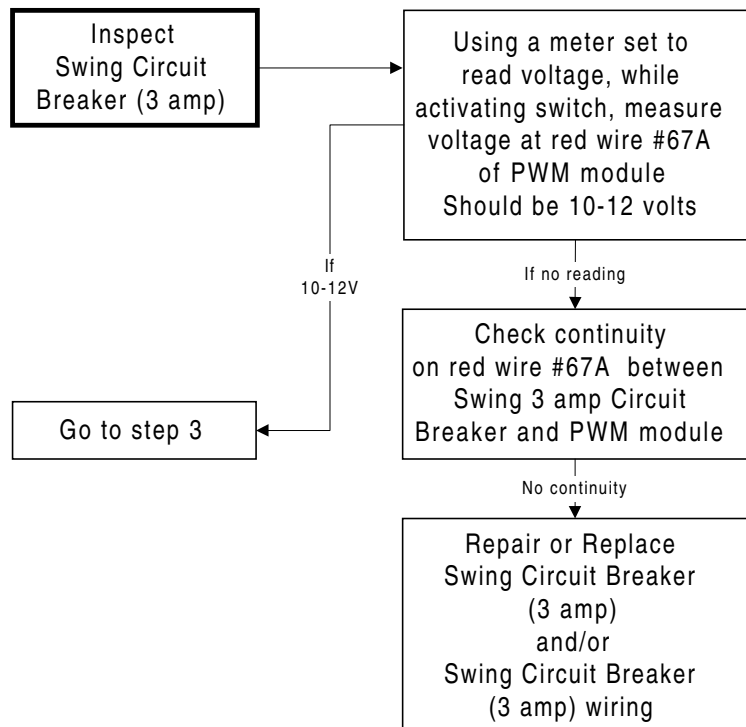 Inspect
Swing Circuit
Breaker (3 amp)
Using a meter set to
read voltage, while
activating switch, measure
voltage at red wire #67A
of PWM module
Should be 10-12 volts
If
10-12V
If no reading
Check continuity
on red wire #67A between
Swing 3 amp Circuit
Breaker and PWM module
Go to step 3
No continuity
Repair or Replace
Swing Circuit Breaker
(3 amp)
and/or
Swing Circuit Breaker
(3 amp) wiring